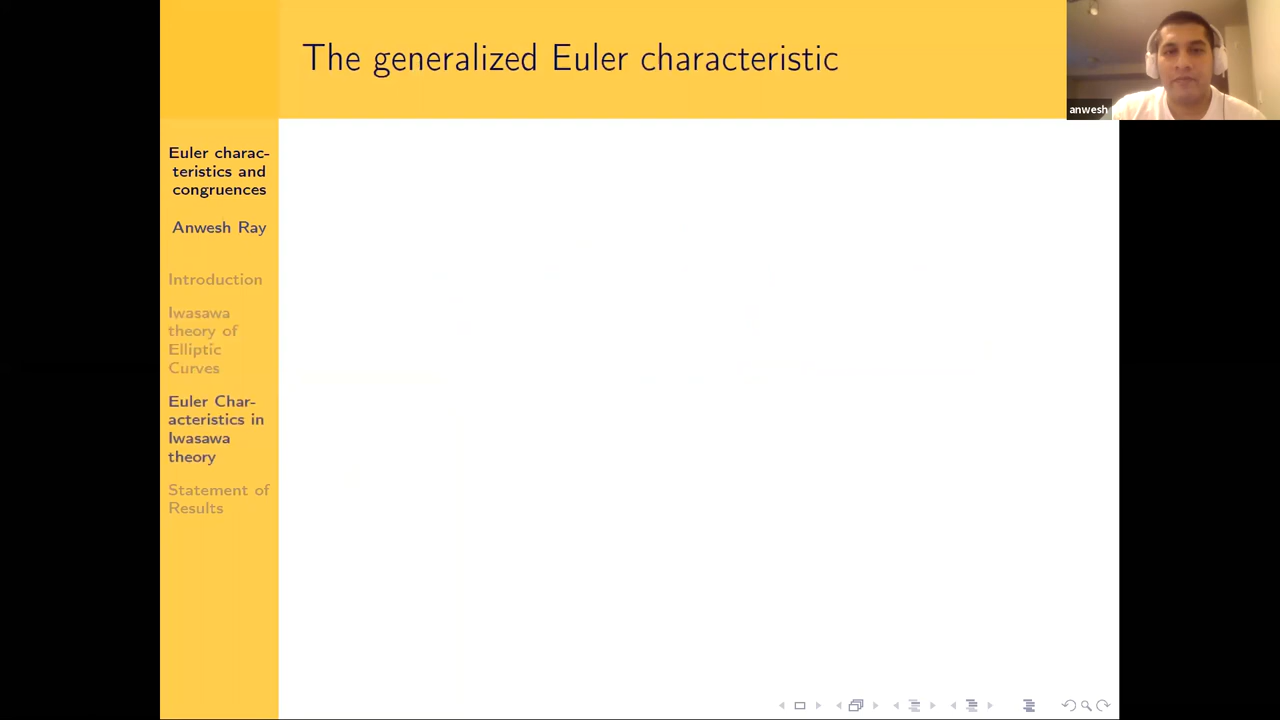 The generalized Euler characteristic
anwesh
Euler charac-
teristics and
congruences
Anwesh Ray
Introduction
Iwasawa
theory of
Elliptic
Curves
Euler Char-
acteristics in
Iwasawa
theory
Statement of
Results